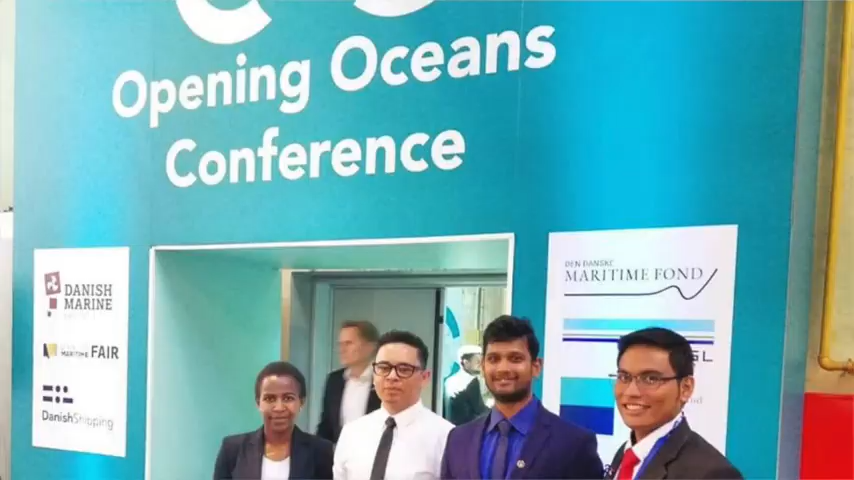 Opening Oceans
Conference
DANISH
MARINE
MARITIME FAIR
DanishShipping
DEN DANSKE
MARITIME FOND